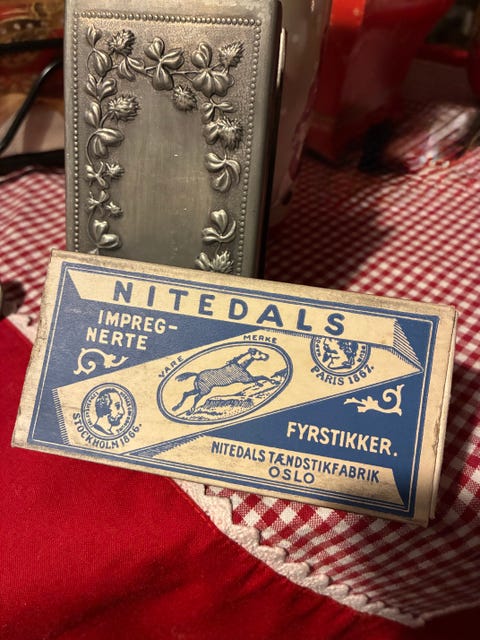 NITEDALS
IMPREG-
NERTE
VARE MERKE
PARIS 1867.
STOCKHOLM 1866.
FYRSTIKKER.
NITEDALS TÆNDSTIKFABRIK
OSLO